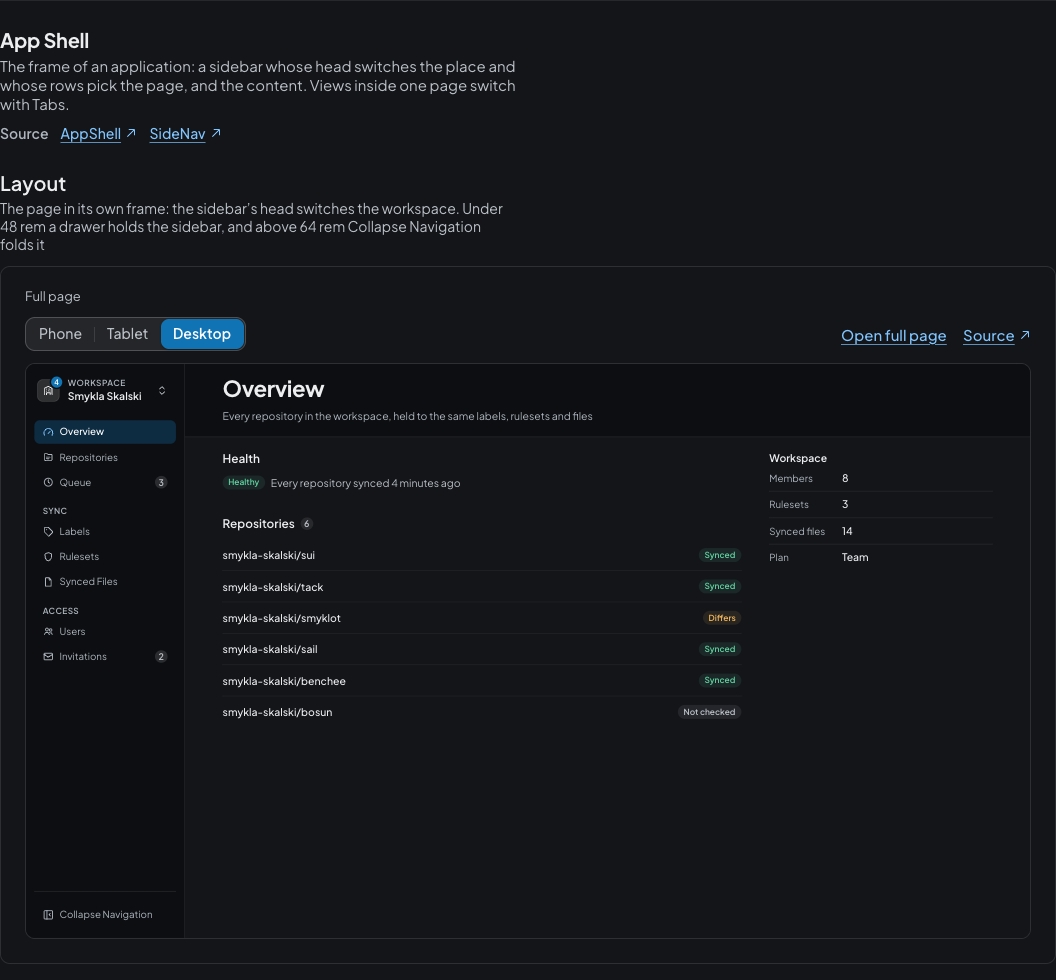 App Shell
The frame of an application: a sidebar whose head switches the place and
whose rows pick the page, and the content. Views inside one page switch
with Tabs.
Source AppShell ↗ SideNav ↗
Layout
The page in its own frame: the sidebar's head switches the workspace. Under
48 rem a drawer holds the sidebar, and above 64 rem Collapse Navigation
folds it
Full page
Phone Tablet Desktop
Open full page Source ↗
4
WORKSPACE
Smykla Skalski
Overview
Repositories
Queue 3
SYNC
Labels
Rulesets
Synced Files
ACCESS
Users
Invitations 2
Collapse Navigation
Overview
Every repository in the workspace, held to the same labels, rulesets and files
Health
Healthy Every repository synced 4 minutes ago
Repositories 6
smykla-skalski/sui Synced
smykla-skalski/tack Synced
smykla-skalski/smyklot Differs
smykla-skalski/sail Synced
smykla-skalski/benchee Synced
smykla-skalski/bosun Not checked
Workspace
Members 8
Rulesets 3
Synced files 14
Plan Team